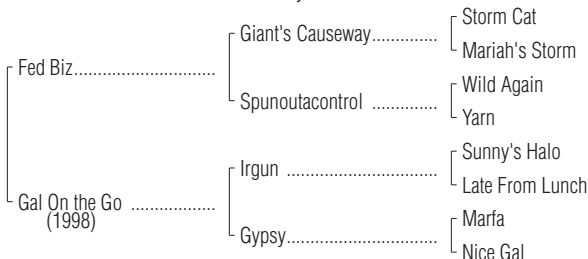 Fed Biz
Giant's Causeway
Storm Cat
Mariah's Storm
Spunoutacontrol
Wild Again
Yarn
Gal On the Go
(1998)
Irgun
Sunny's Halo
Late From Lunch
Gypsy
Marfa
Nice Gal